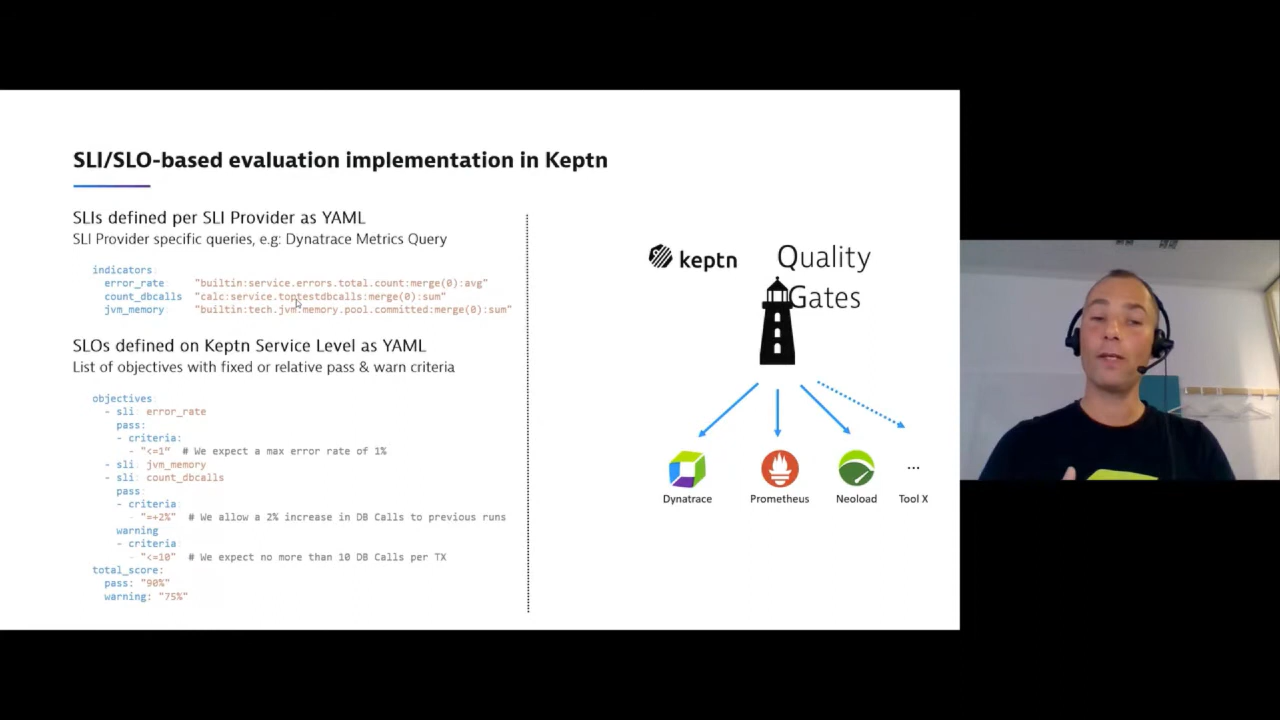 SLI/SLO-based evaluation implementation in Keptn
SLIs defined per SLI Provider as YAML
SLI Provider specific queries, e.g: Dynatrace Metrics Query
indicators:
error_rate "builtin:service.errors.total.count:merge(0):avg"
count_dbcalls "calc:service.toptestdbcalls:merge(0):sum"
jvm_memory "builtin:tech.jvm.memory.pool.committed:merge(0):sum"
SLOs defined on Keptn Service Level as YAML
List of objectives with fixed or relative pass & warn criteria
objectives:
- sli: error_rate
pass:
- criteria:
- "<=1" # We expect a max error rate of 1%
- sli: jvm_memory
- sli: count_dbcalls
pass:
- criteria:
- "=+2%" # We allow a 2% increase in DB Calls to previous runs
warning
- criteria:
- "<=10" # We expect no more than 10 DB Calls per TX
total_score:
pass: "90%"
warning: "75%"
keptn
Quality
Gates
Dynatrace
Prometheus
Neoload
...
Tool X